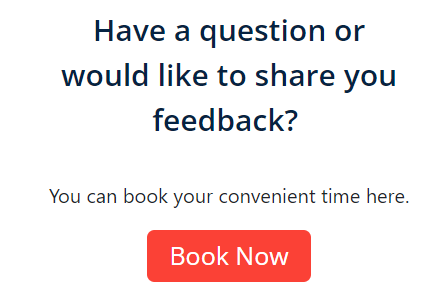 Have a question or
would like to share you
feedback?
You can book your convenient time here.
Book Now